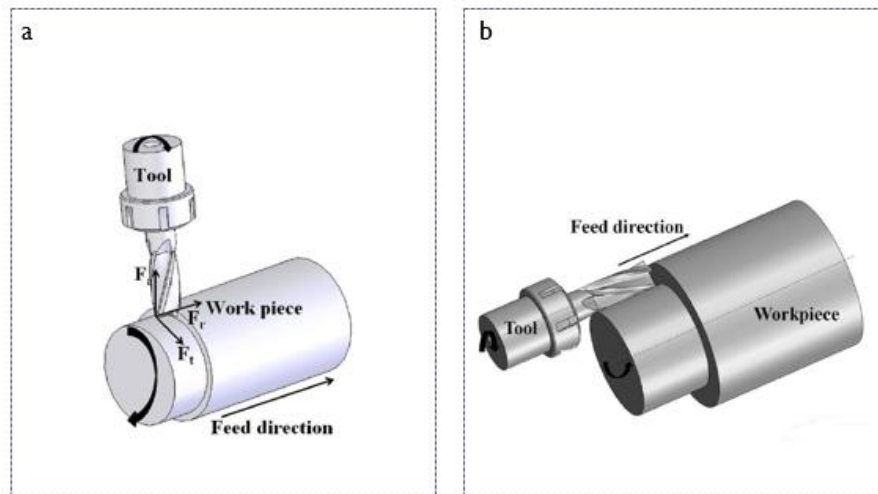 a
Tool
F
Work piece
F r
F t
Feed direction
b
Feed direction
Tool
Workpiece